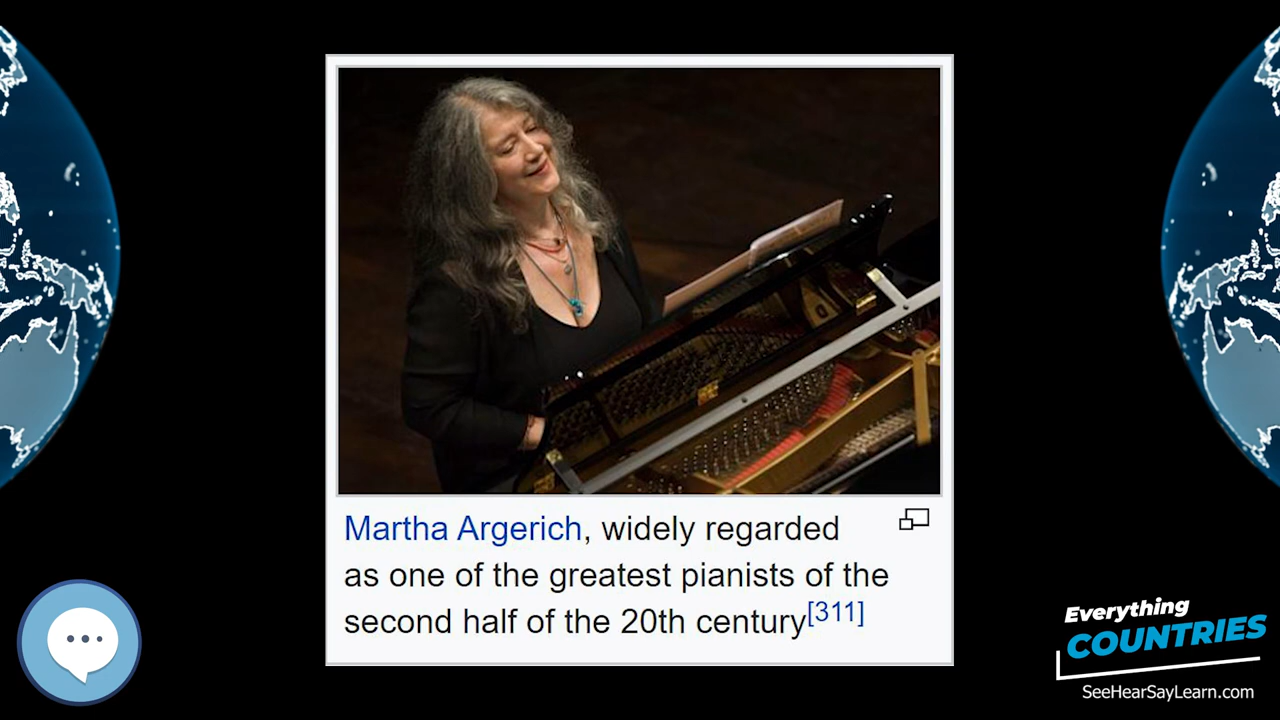 Martha Argerich, widely regarded
as one of the greatest pianists of the
second half of the 20th century[311]
Everything
COUNTRIES
SeeHearSayLearn.com